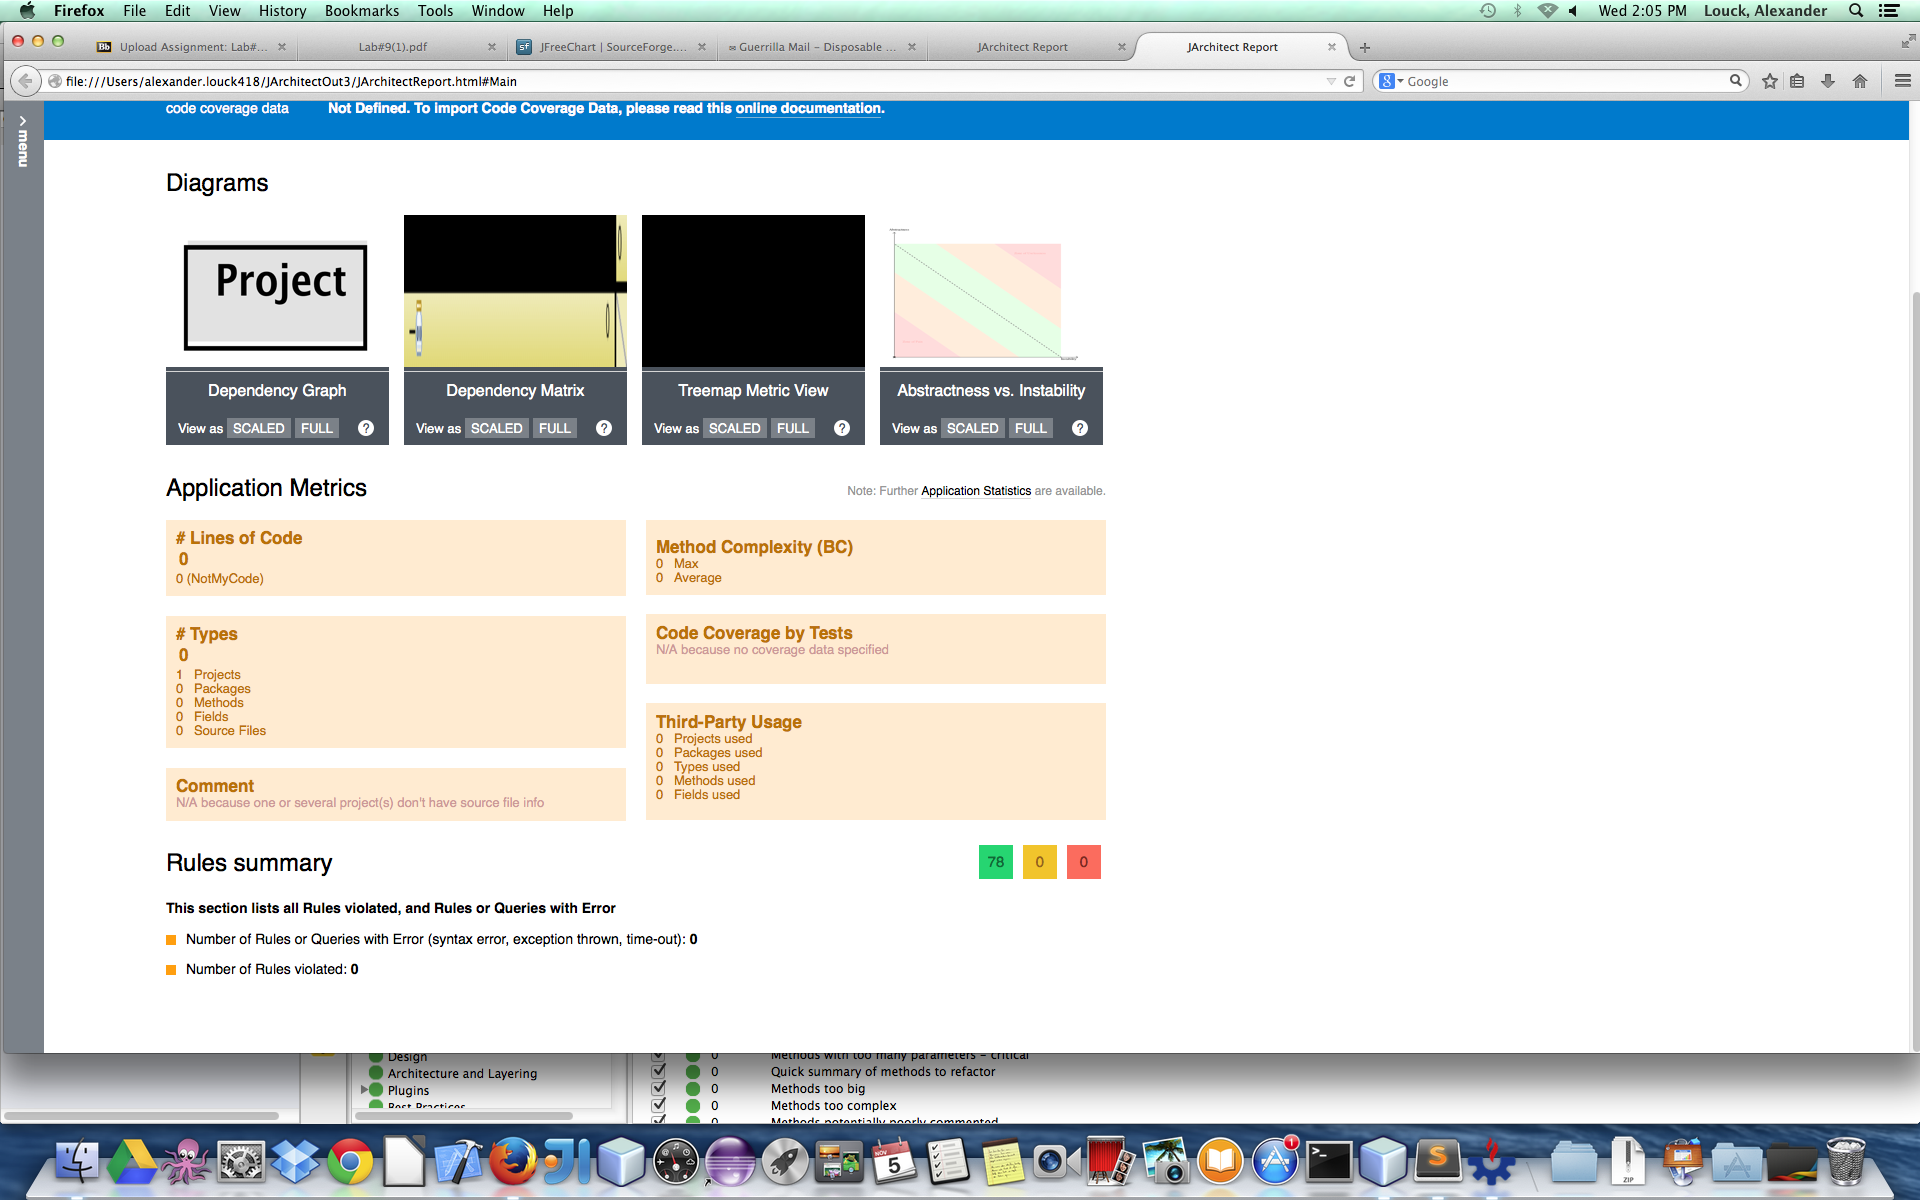 Firefox File Edit View History Bookmarks Tools Window Help Wed 2:05 PM Louck, Alexander
Bb Upload Assignment: Lab#... Lab#9(1).pdf sf JFreeChart | SourceForge.... Guerrilla Mail – Disposable ... JArchitect Report JArchitect Report
file:///Users/alexander.louck418/JArchitectOut3/JArchitectReport.html#Main Google
menu
code coverage data Not Defined. To Import Code Coverage Data, please read this online documentation.
Diagrams
Project
0
0
Dependency Graph Dependency Matrix Treemap Metric View Abstractness vs. Instability
View as SCALED FULL ? View as SCALED FULL ? View as SCALED FULL ? View as SCALED FULL ?
Application Metrics
Note: Further Application Statistics are available.
# Lines of Code
0
0 (NotMyCode)
Method Complexity (BC)
0 Max
0 Average
# Types
0
1 Projects
0 Packages
0 Methods
0 Fields
0 Source Files
Code Coverage by Tests
N/A because no coverage data specified
Third-Party Usage
0 Projects used
0 Packages used
0 Types used
0 Methods used
0 Fields used
Comment
N/A because one or several project(s) don't have source file info
Rules summary
78 0 0
This section lists all Rules violated, and Rules or Queries with Error
Number of Rules or Queries with Error (syntax error, exception thrown, time-out): 0
Number of Rules violated: 0
Design
Architecture and Layering
Plugins
Best Practices
0 Methods with too many parameters – critical
0 Quick summary of methods to refactor
0 Methods too big
0 Methods too complex
0 Methods potentially poorly commented
NOV
5
1
S
ZIP